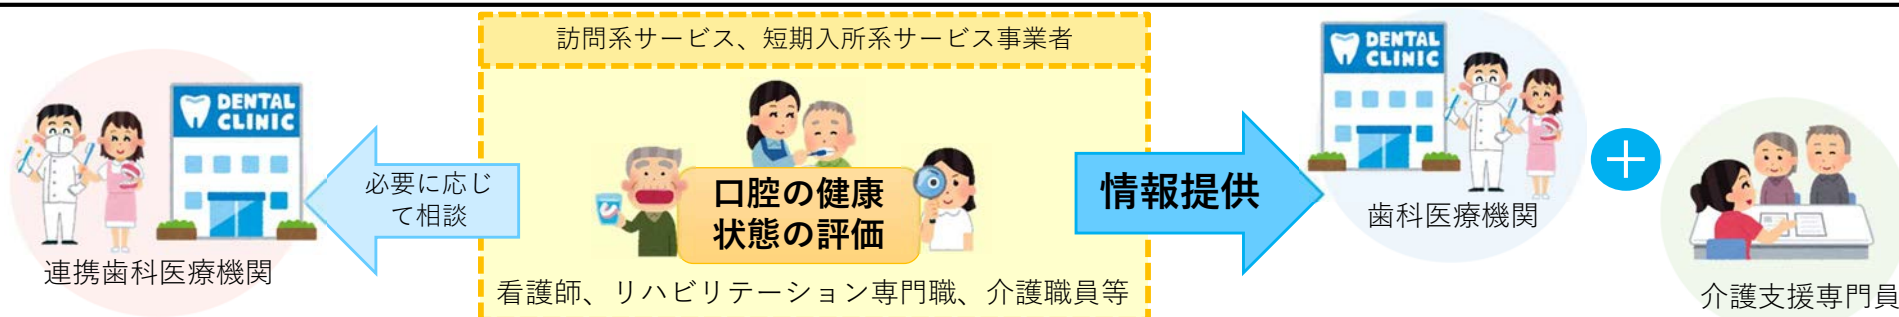 訪問系サービス、短期入所系サービス事業者
DENTAL
CLINIC
連携歯科医療機関
必要に応じ
て相談
口腔の健康
状態の評価
看護師、リハビリテーション専門職、介護職員等
情報提供
DENTAL
CLINIC
歯科医療機関
+
介護支援専門員